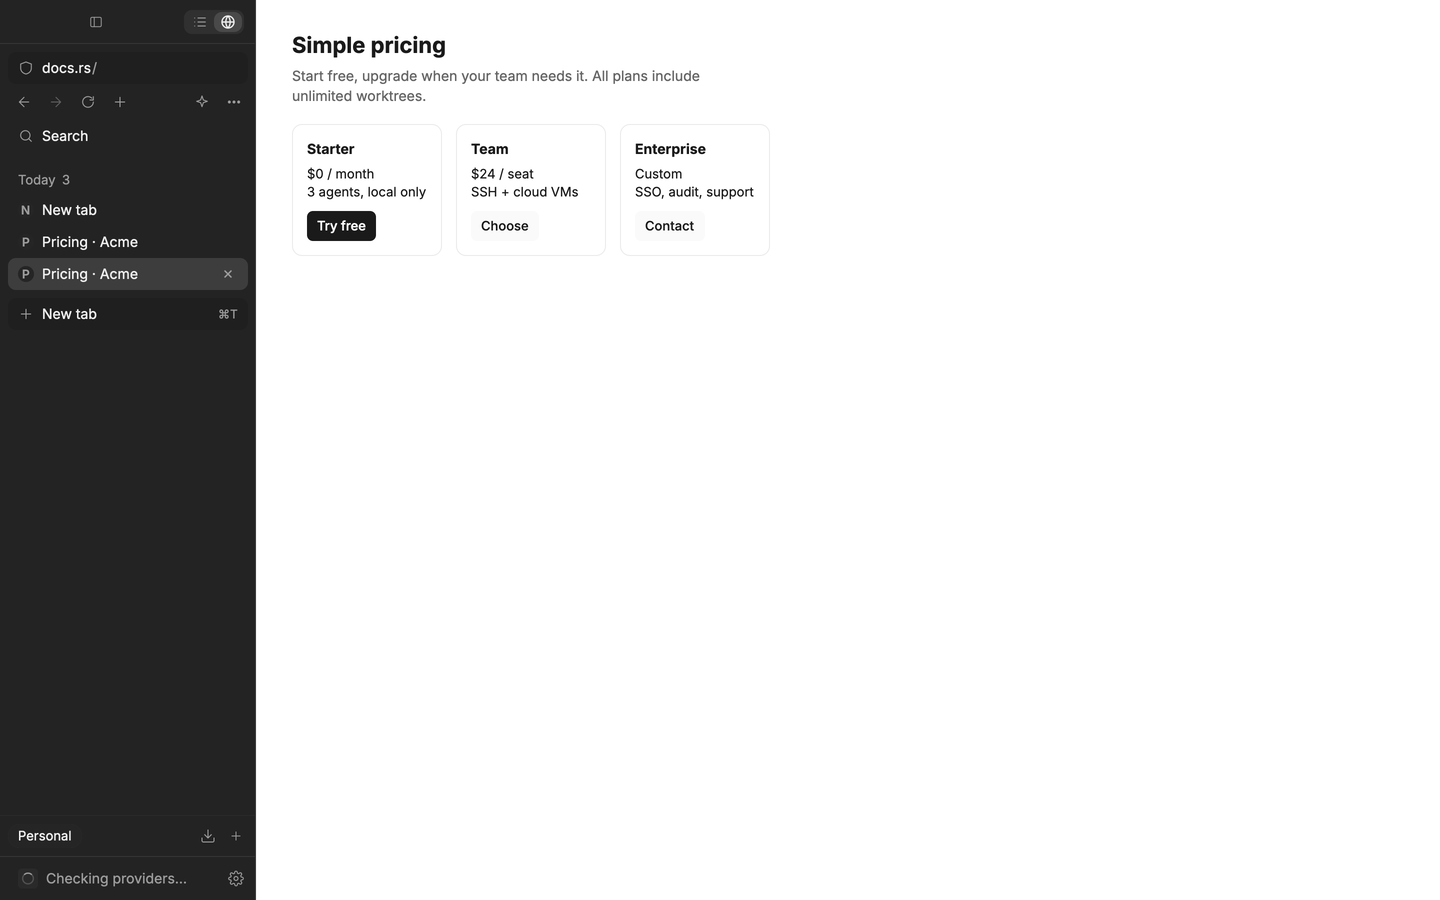 docs.rs/
Search
Today 3
N New tab
P Pricing · Acme
P Pricing · Acme
New tab ⌘T
Personal
Checking providers...
Simple pricing
Start free, upgrade when your team needs it. All plans include
unlimited worktrees.
Starter
$0 / month
3 agents, local only
Try free
Team
$24 / seat
SSH + cloud VMs
Choose
Enterprise
Custom
SSO, audit, support
Contact